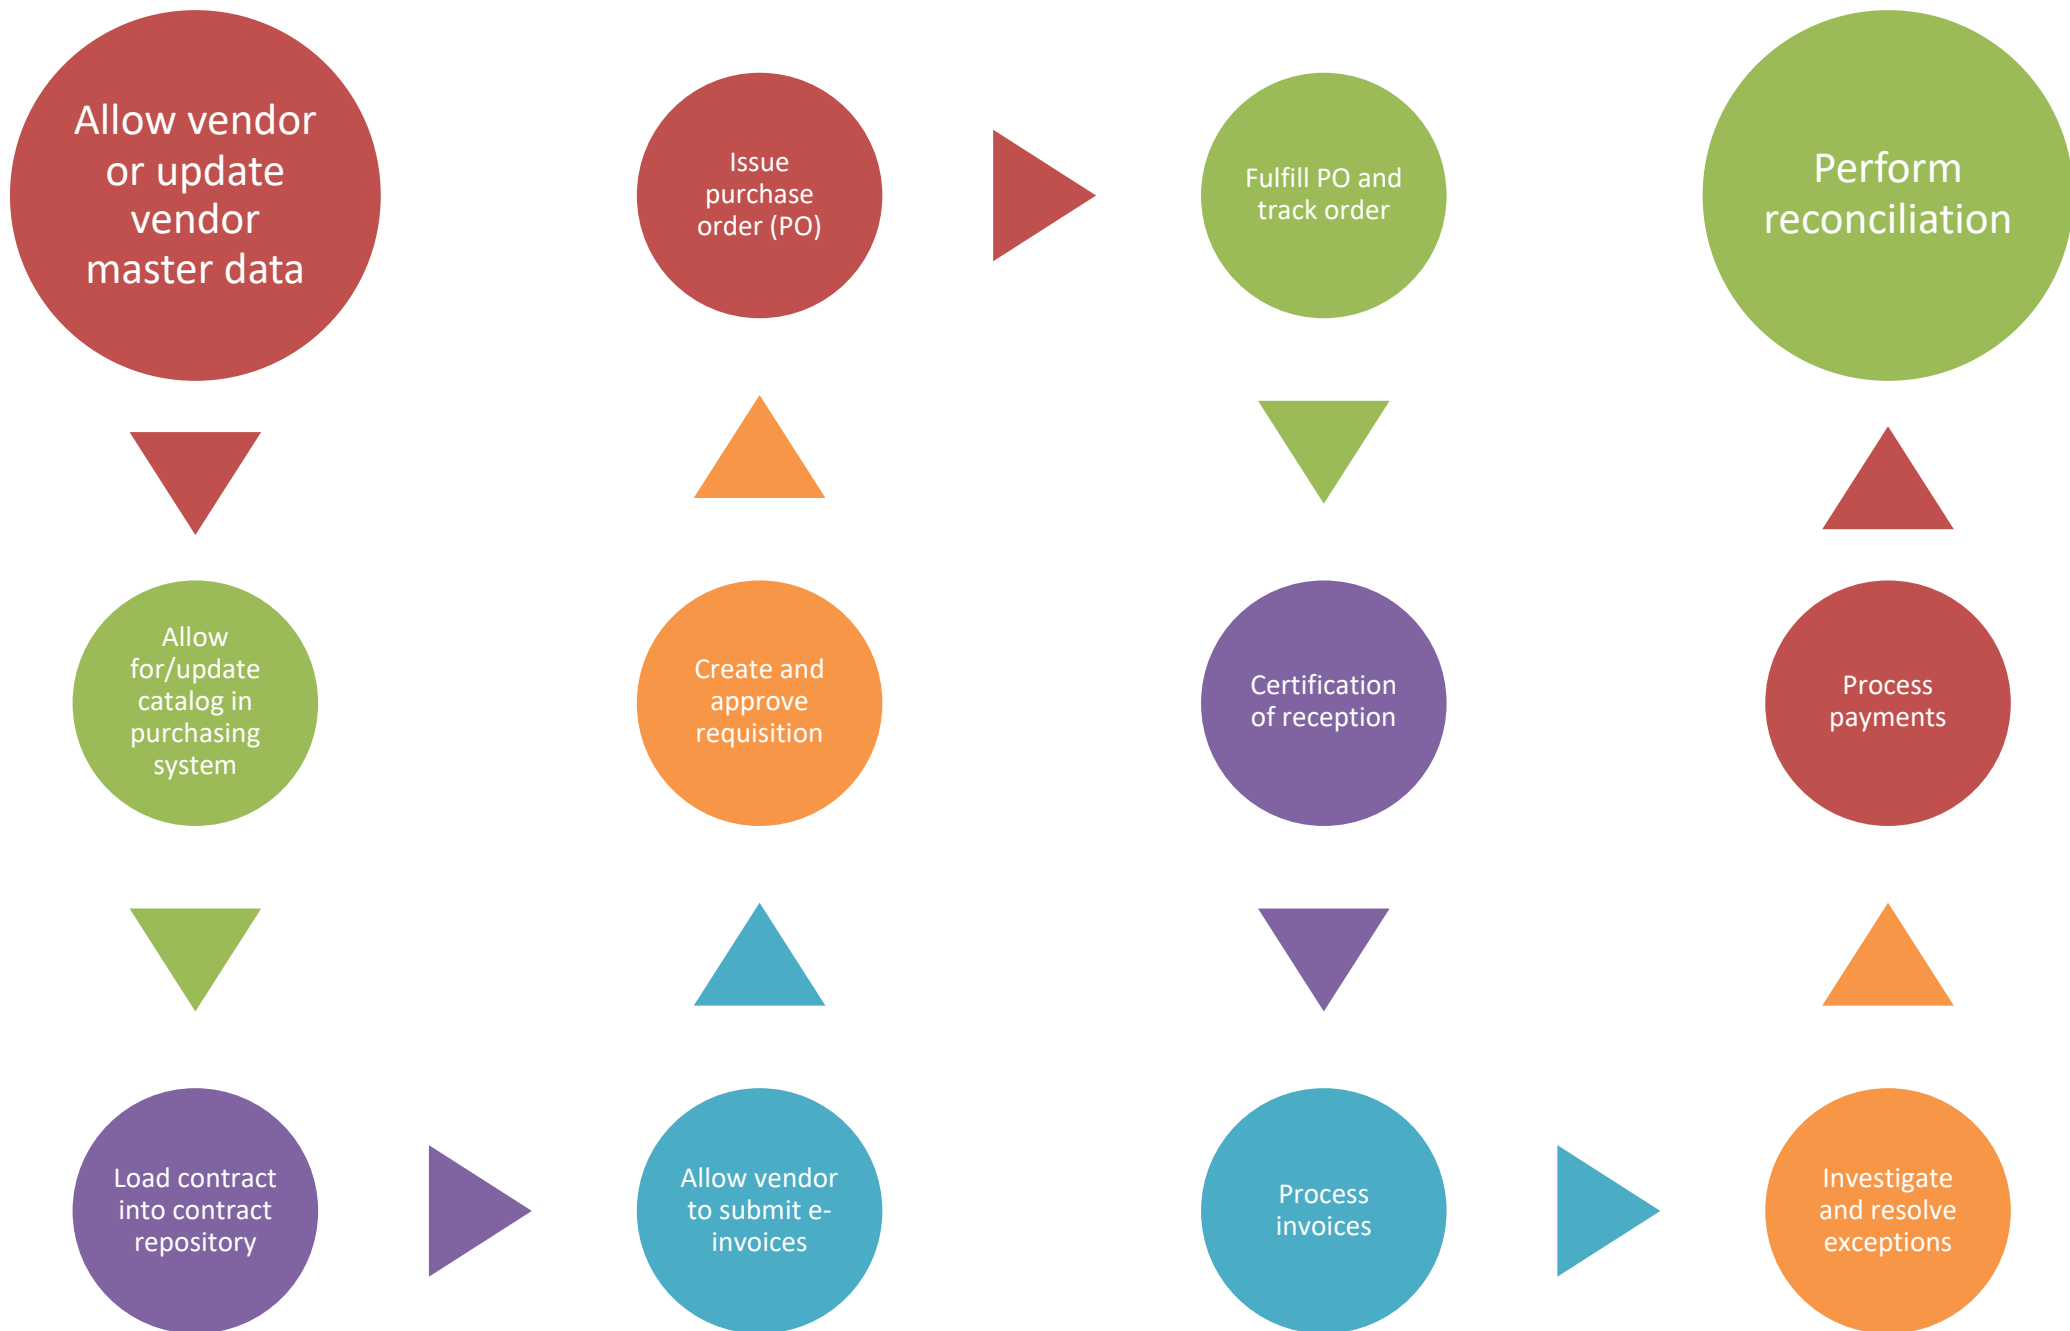 Allow vendor
or update
vendor
master data
Allow
for/update
catalog in
purchasing
system
Load contract
into contract
repository
Allow vendor
to submit e-
invoices
Create and
approve
requisition
Issue
purchase
order (PO)
Fulfill PO and
track order
Certification
of reception
Process
invoices
Investigate
and resolve
exceptions
Process
payments
Perform
reconciliation